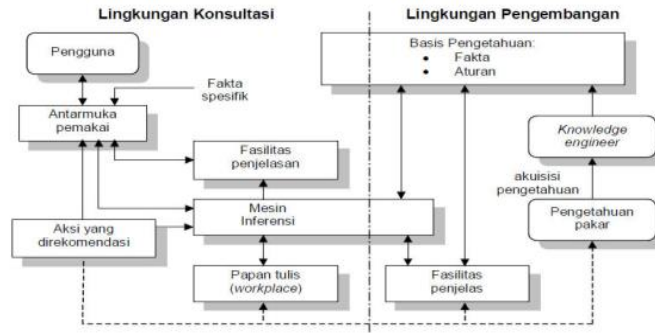 Lingkungan Konsultasi
Lingkungan Pengembangan
Pengguna
Basis Pengetahuan:
• Fakta
• Aturan
Fakta
spesifik
Antarmuka
pemakai
Knowledge
engineer
Fasilitas
penjelasan
akuisisi
pengetahuan
Mesin
Inferensi
Pengetahuan
pakar
Aksi yang
direkomendasi
Papan tulis
(workplace)
Fasilitas
penjelas